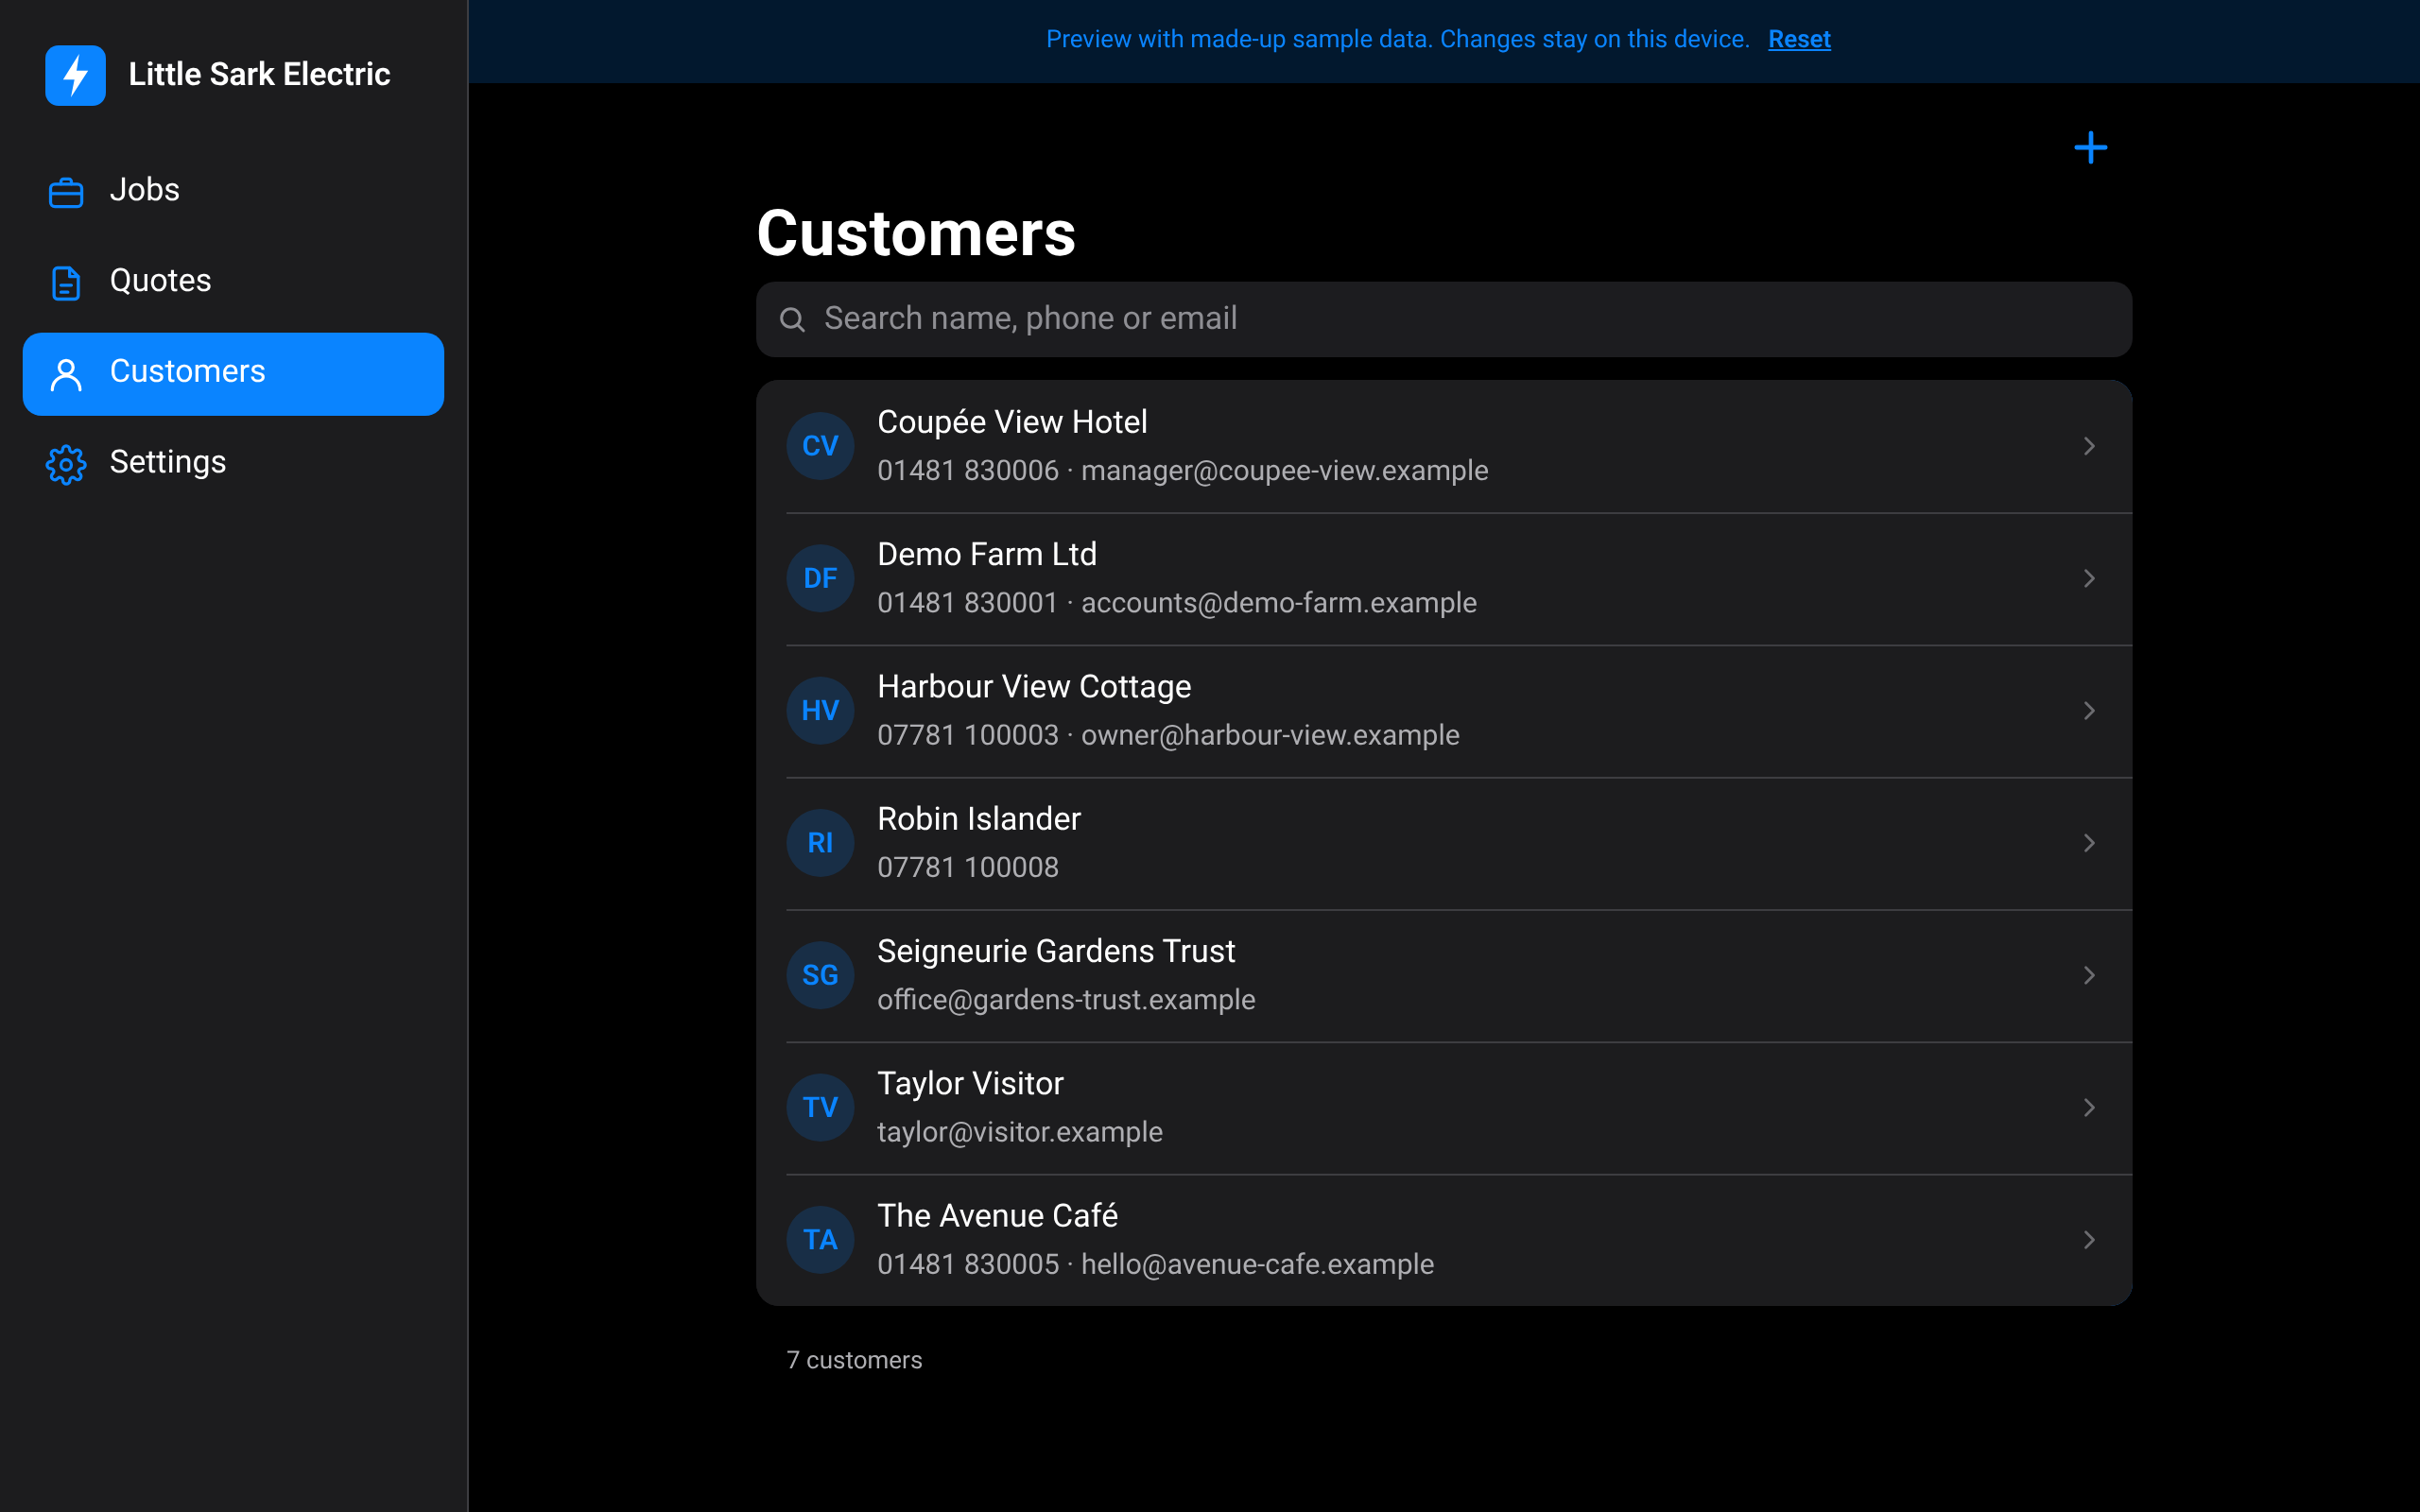 Little Sark Electric
Jobs
Quotes
Customers
Settings
Preview with made-up sample data. Changes stay on this device. Reset
Customers
Search name, phone or email
CV
Coupée View Hotel
01481 830006 · manager@coupee-view.example
DF
Demo Farm Ltd
01481 830001 · accounts@demo-farm.example
HV
Harbour View Cottage
07781 100003 · owner@harbour-view.example
RI
Robin Islander
07781 100008
SG
Seigneurie Gardens Trust
office@gardens-trust.example
TV
Taylor Visitor
taylor@visitor.example
TA
The Avenue Café
01481 830005 · hello@avenue-cafe.example
7 customers